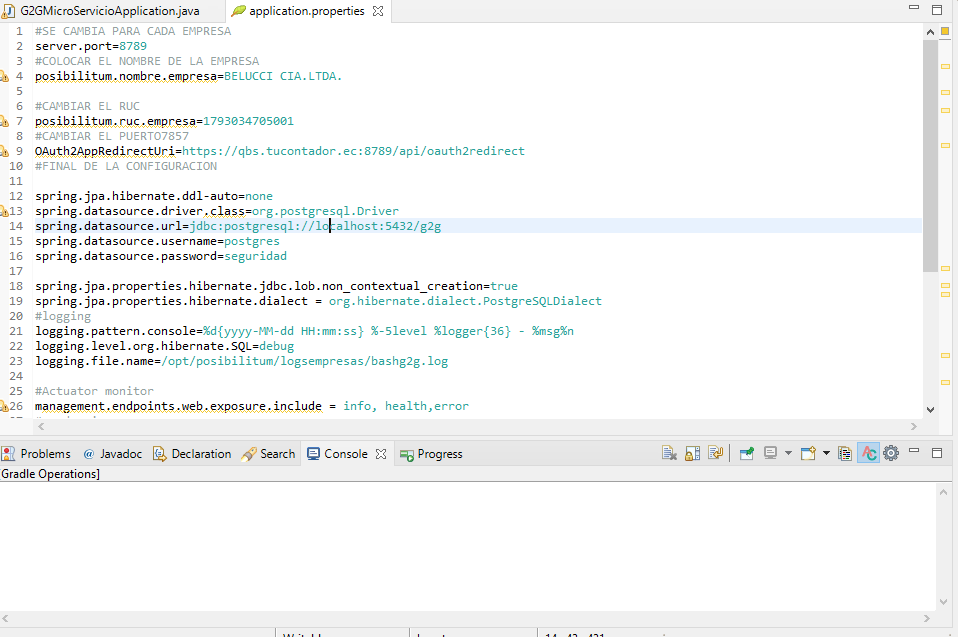 G2GMicroServicioApplication.java
application.properties
1 #SE CAMBIA PARA CADA EMPRESA
2 server.port=8789
3 #COLOCAR EL NOMBRE DE LA EMPRESA
4 posibilitum.nombre.empresa=BELUCCI CIA.LTDA.
5
6 #CAMBIAR EL RUC
7 posibilitum.ruc.empresa=1793034705001
8 #CAMBIAR EL PUERTO7857
9 OAuth2AppRedirectUri=https://qbs.tucontador.ec:8789/api/oauth2redirect
10 #FINAL DE LA CONFIGURACION
11
12 spring.jpa.hibernate.ddl-auto=none
13 spring.datasource.driver.class=org.postgresql.Driver
14 spring.datasource.url=jdbc:postgresql://localhost:5432/g2g
15 spring.datasource.username=postgres
16 spring.datasource.password=seguridad
17
18 spring.jpa.properties.hibernate.jdbc.lob.non_contextual_creation=true
19 spring.jpa.properties.hibernate.dialect = org.hibernate.dialect.PostgreSQLDialect
20 #logging
21 logging.pattern.console=%d{yyyy-MM-dd HH:mm:ss} %-5level %logger{36} - %msg%n
22 logging.level.org.hibernate.SQL=debug
23 logging.file.name=/opt/posibilitum/logsempresas/bashg2g.log
24
25 #Actuator monitor
26 management.endpoints.web.exposure.include = info, health,error
Problems @ Javadoc Declaration Search Console Progress
Gradle Operations]